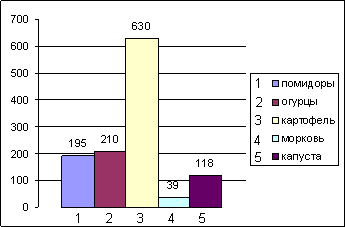 700
600
500
400
300
200
100
0
195
210
630
39
118
1 2 3 4 5
1 помидоры
2 огурцы
3 картофель
4 морковь
5 капуста